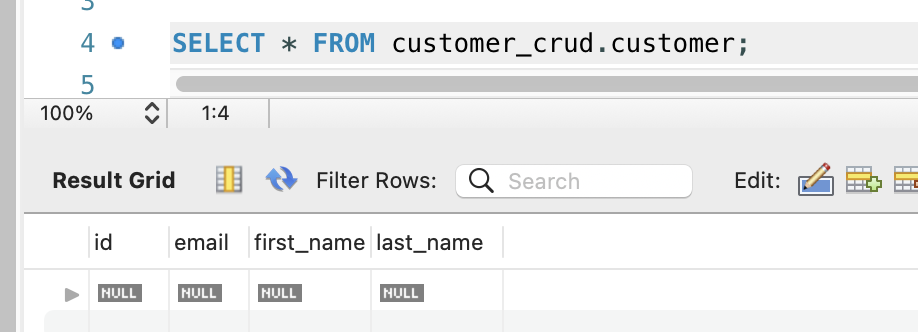 3
4 SELECT * FROM customer_crud.customer;
5
100% 1:4
Result Grid Filter Rows: Search Edit:
id email first_name last_name
NULL NULL NULL NULL